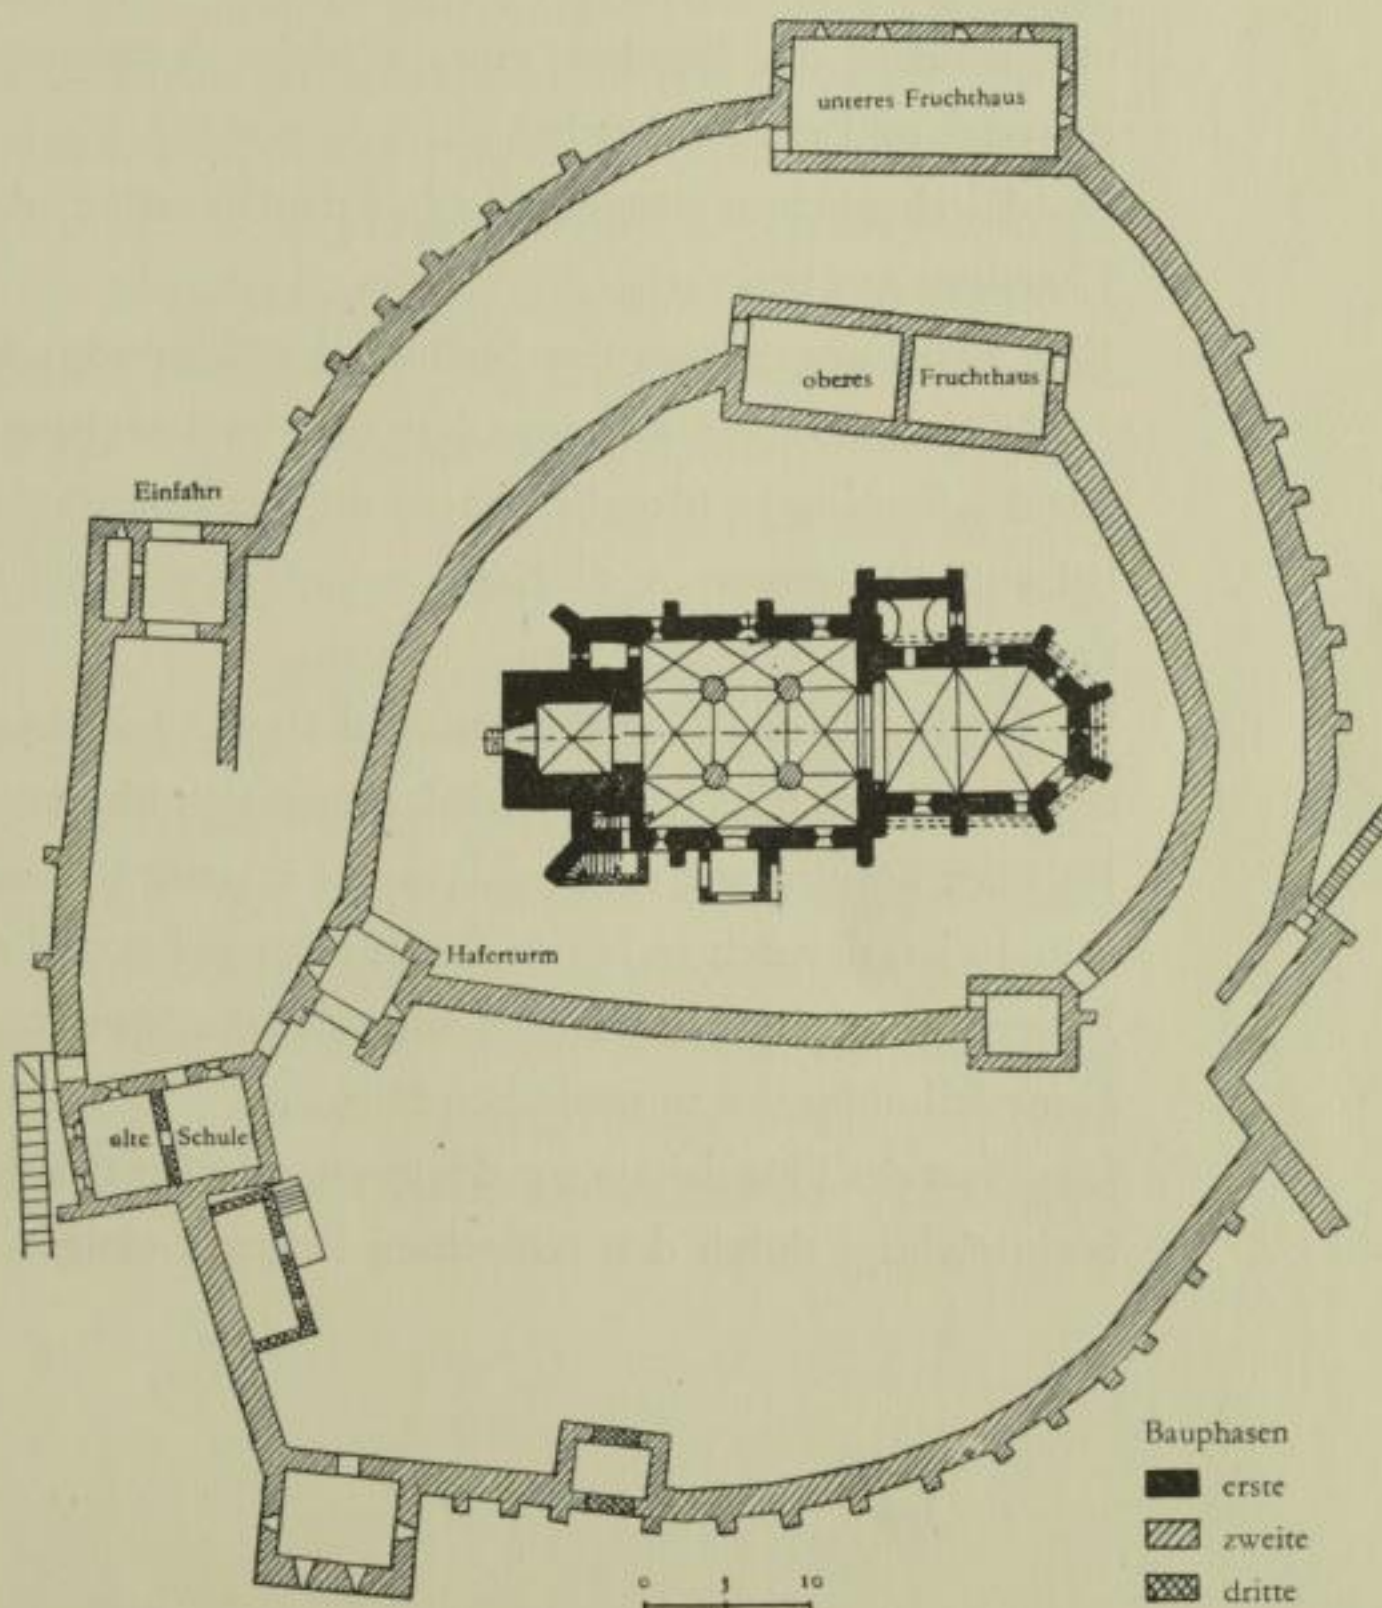 unteres Fruchthaus
oberes Fruchthaus
Einfahrt
Haferturm
alte Schule
Bauphasen
erste
zweite
dritte
0 5 10